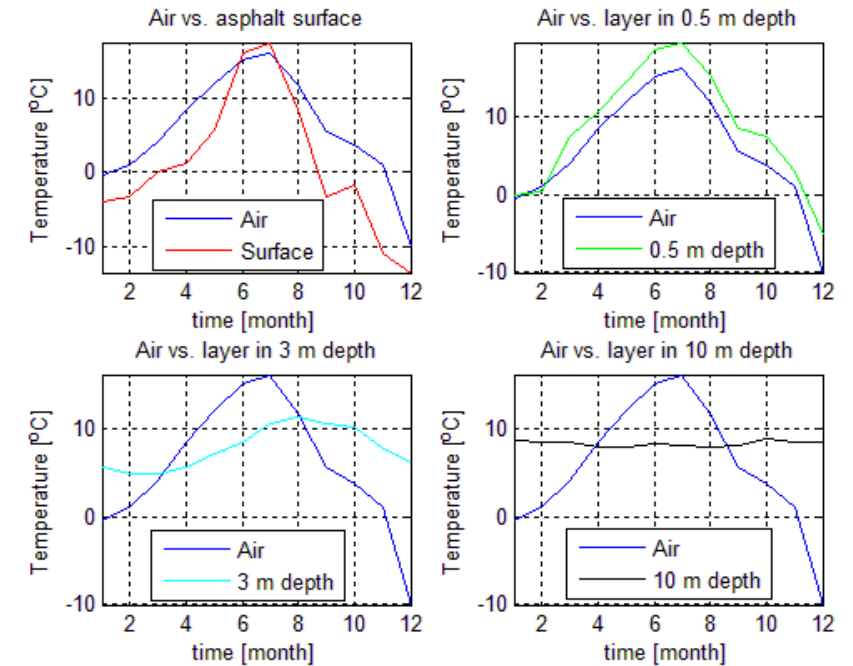 Air vs. asphalt surface
Temperature [ºC]
10
0
-10
Air
Surface
2 4 6 8 10 12
time [month]
Air vs. layer in 0.5 m depth
Temperature [ºC]
10
0
-10
Air
0.5 m depth
2 4 6 8 10 12
time [month]
Air vs. layer in 3 m depth
Temperature [ºC]
10
0
-10
Air
3 m depth
2 4 6 8 10 12
time [month]
Air vs. layer in 10 m depth
Temperature [ºC]
10
0
-10
Air
10 m depth
2 4 6 8 10 12
time [month]